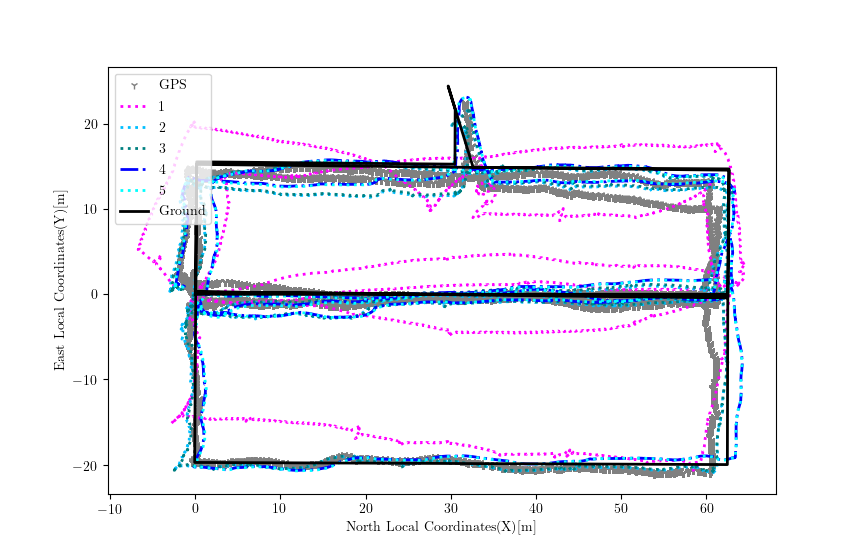 GPS
1
2
3
4
5
Ground
20
10
0
−10
−20
East Local Coordinates(Y)[m]
−10 0 10 20 30 40 50 60
North Local Coordinates(X)[m]